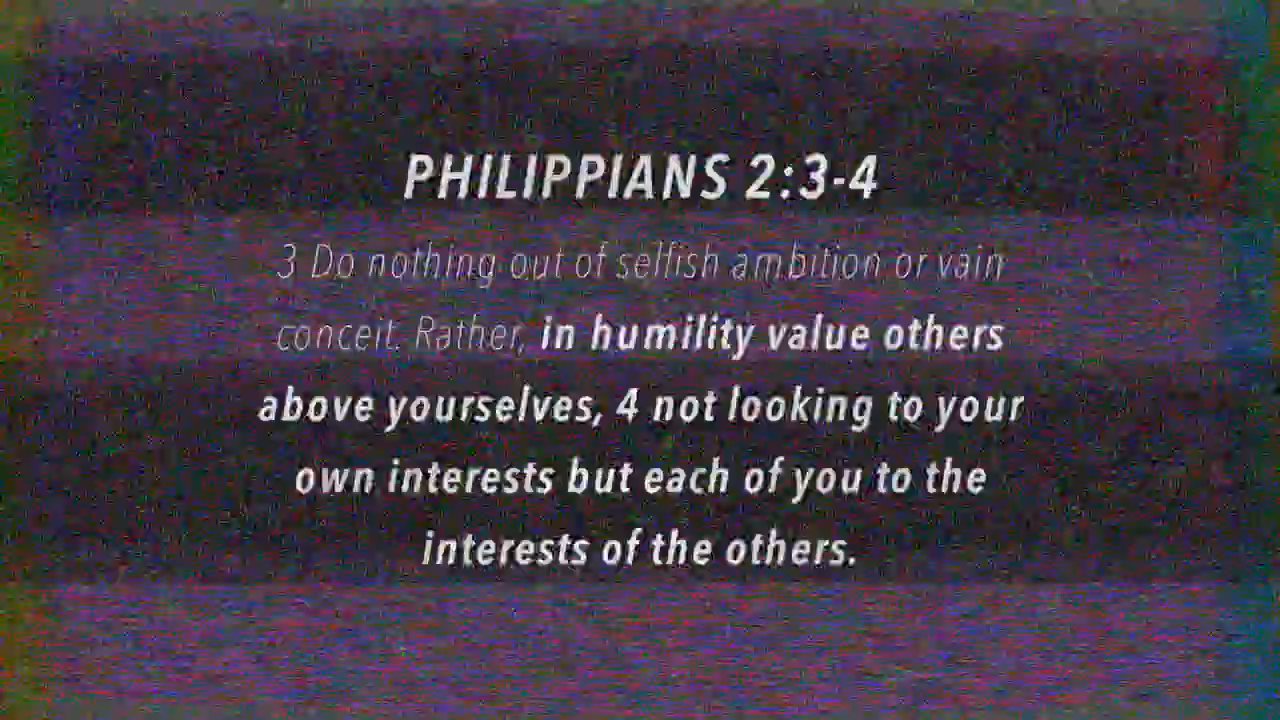 PHILIPPIANS 2:3-4
3 Do nothing out of selfish ambition or vain
conceit. Rather, in humility value others
above yourselves, 4 not looking to your
own interests but each of you to the
interests of the others.